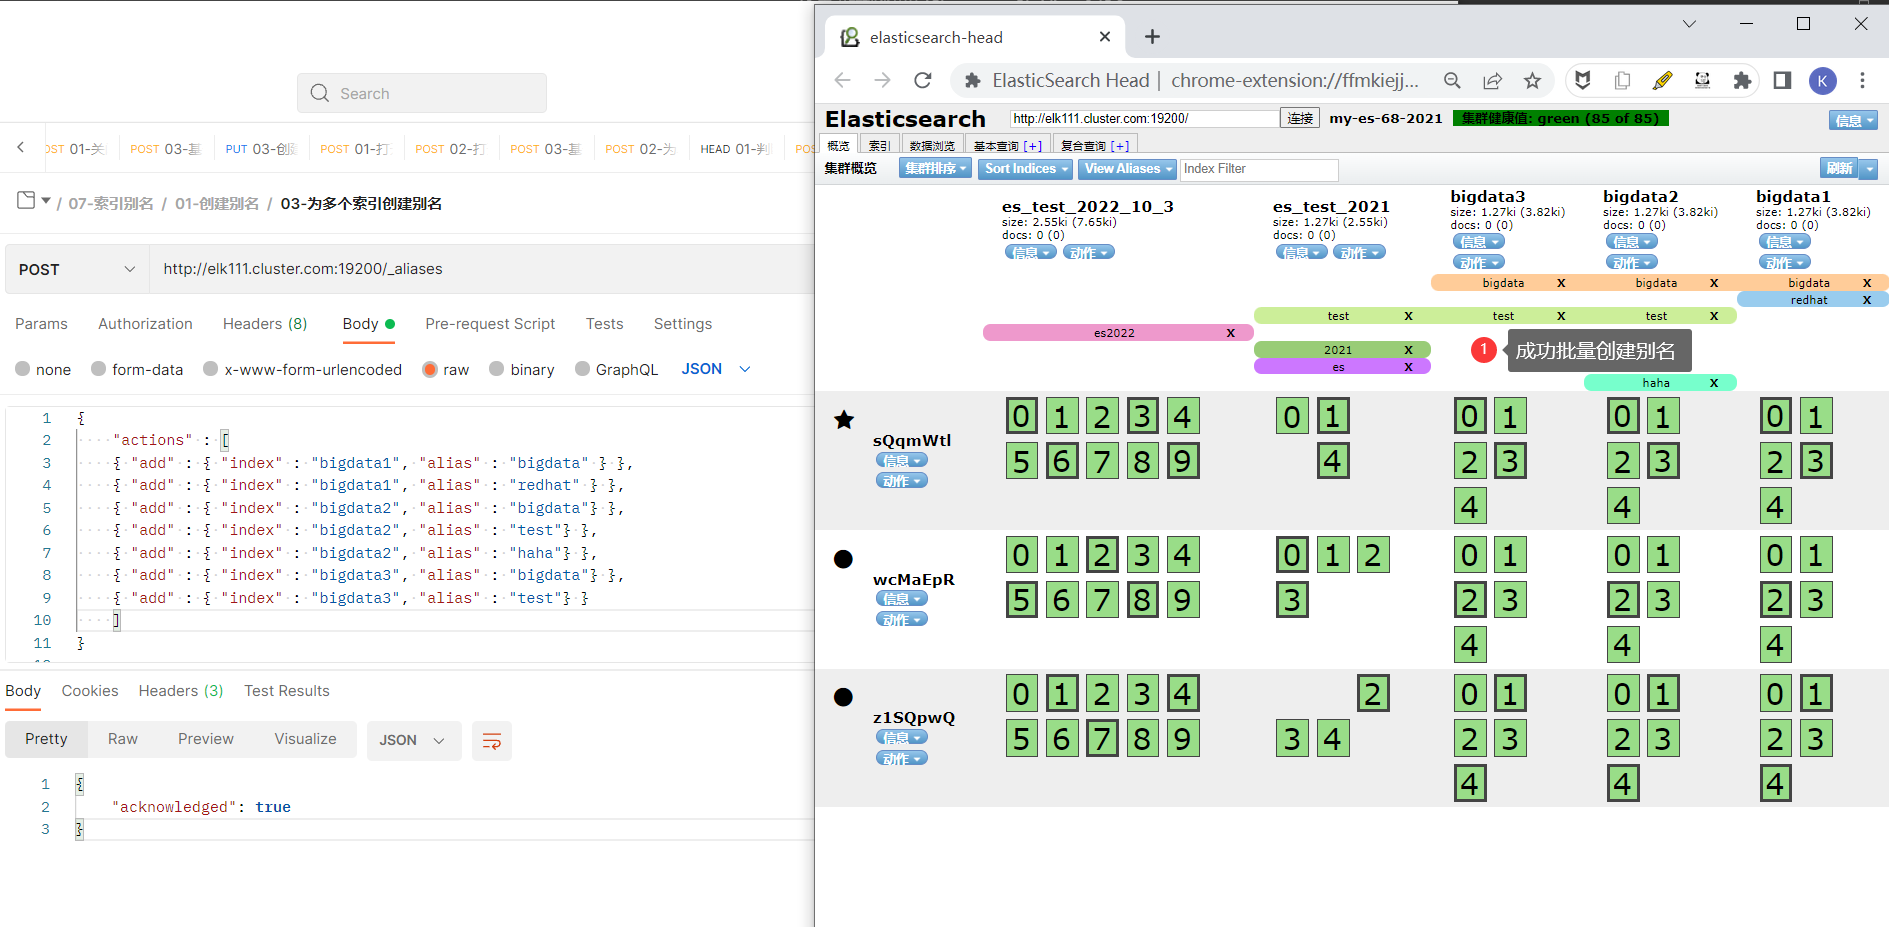 Search
OST 01-关
POST 03-基
PUT 03-创
POST 01-打
POST 02-打
POST 03-基
POST 02-为
HEAD 01-判
POS
/ 07-索引别名 / 01-创建别名 / 03-为多个索引创建别名
POST http://elk111.cluster.com:19200/_aliases
Params Authorization Headers (8) Body Pre-request Script Tests Settings
none form-data x-www-form-urlencoded raw binary GraphQL JSON
1 {
2 "actions" : [
3 { "add" : { "index" : "bigdata1", "alias" : "bigdata" } },
4 { "add" : { "index" : "bigdata1", "alias" : "redhat" } },
5 { "add" : { "index" : "bigdata2", "alias" : "bigdata"} },
6 { "add" : { "index" : "bigdata2", "alias" : "test"} },
7 { "add" : { "index" : "bigdata2", "alias" : "haha"} },
8 { "add" : { "index" : "bigdata3", "alias" : "bigdata"} },
9 { "add" : { "index" : "bigdata3", "alias" : "test"} }
10 ]
11 }
Body Cookies Headers (3) Test Results
Pretty Raw Preview Visualize JSON
1 {
2 "acknowledged": true
3 }
elasticsearch-head
ElasticSearch Head | chrome-extension://ffmkiejj...
K
Elasticsearch http://elk111.cluster.com:19200/ 连接 my-es-68-2021 集群健康值: green (85 of 85) 信息
概览 索引 数据浏览 基本查询 [+] 复合查询 [+]
集群概览 集群排序 Sort Indices View Aliases Index Filter 刷新
es_test_2022_10_3
size: 2.55ki (7.65ki)
docs: 0 (0)
信息 动作
es_test_2021
size: 1.27ki (2.55ki)
docs: 0 (0)
信息 动作
bigdata3
size: 1.27ki (3.82ki)
docs: 0 (0)
信息
动作
bigdata2
size: 1.27ki (3.82ki)
docs: 0 (0)
信息
动作
bigdata1
size: 1.27ki (3.82ki)
docs: 0 (0)
信息
动作
bigdata X bigdata X bigdata X
redhat X
test X test X test X
es2022 X
2021 X
es X
1 成功批量创建别名
haha X
sQqmWtl
信息
动作
0 1 2 3 4 0 1 0 1 0 1 0 1
5 6 7 8 9 4 2 3 2 3 2 3
4 4 4
wcMaEpR
信息
动作
0 1 2 3 4 0 1 2 0 1 0 1 0 1
5 6 7 8 9 3 2 3 2 3 2 3
4 4 4
z1SQpwQ
信息
动作
0 1 2 3 4 2 0 1 0 1 0 1
5 6 7 8 9 3 4 2 3 2 3 2 3
4 4 4